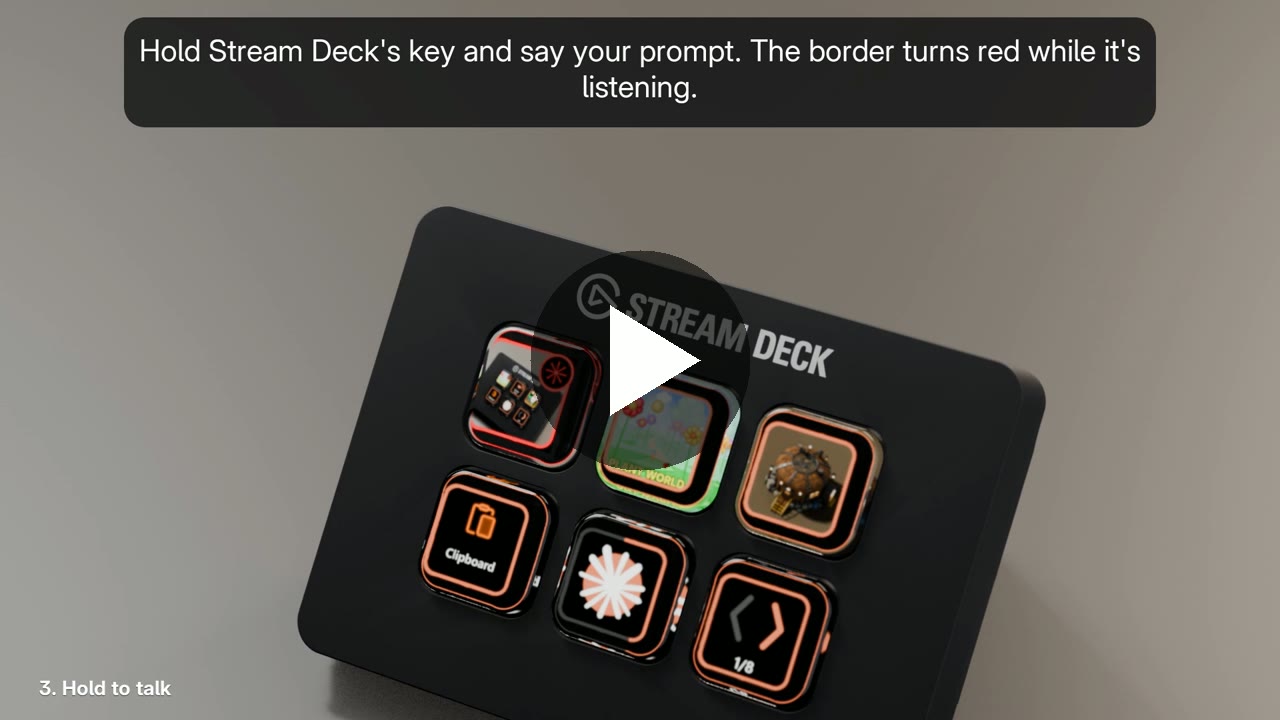 Hold Stream Deck's key and say your prompt. The border turns red while it's
listening.
STREAM DECK
WORLD
Clipboard
1/8
3. Hold to talk